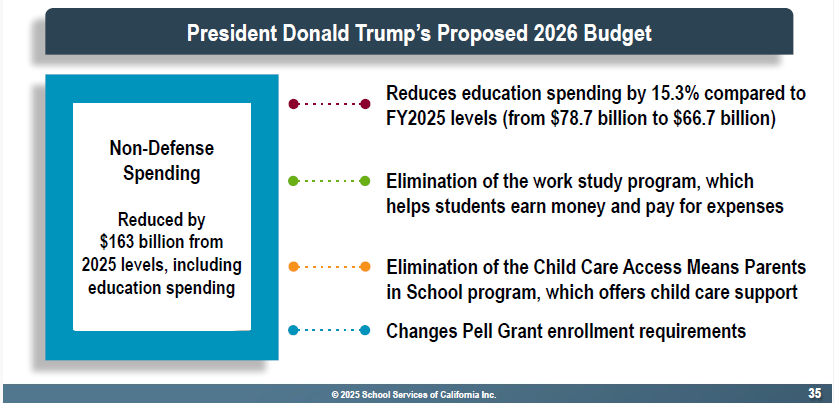 President Donald Trump's Proposed 2026 Budget
Non-Defense
Spending
Reduced by
$163 billion from
2025 levels, including
education spending
Reduces education spending by 15.3% compared to
FY2025 levels (from $78.7 billion to $66.7 billion)
Elimination of the work study program, which
helps students earn money and pay for expenses
Elimination of the Child Care Access Means Parents
in School program, which offers child care support
Changes Pell Grant enrollment requirements
© 2025 School Services of California Inc.
35